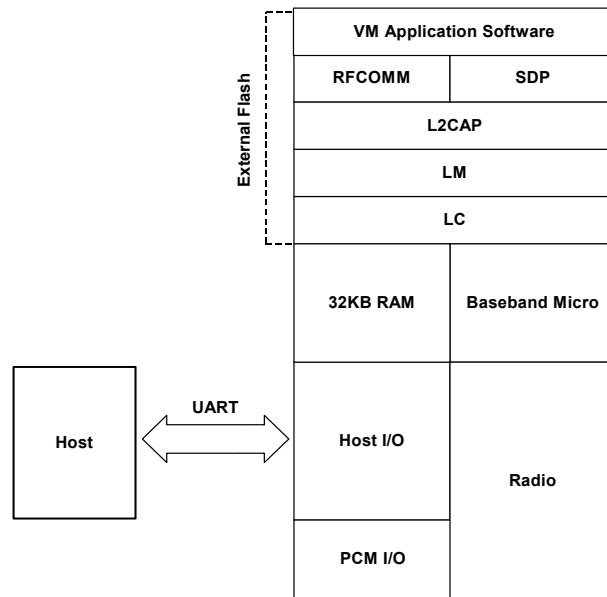 VM Application Software
RFCOMM
SDP
L2CAP
LM
LC
External Flash
32KB RAM
Baseband Micro
UART
Host
Host I/O
Radio
PCM I/O